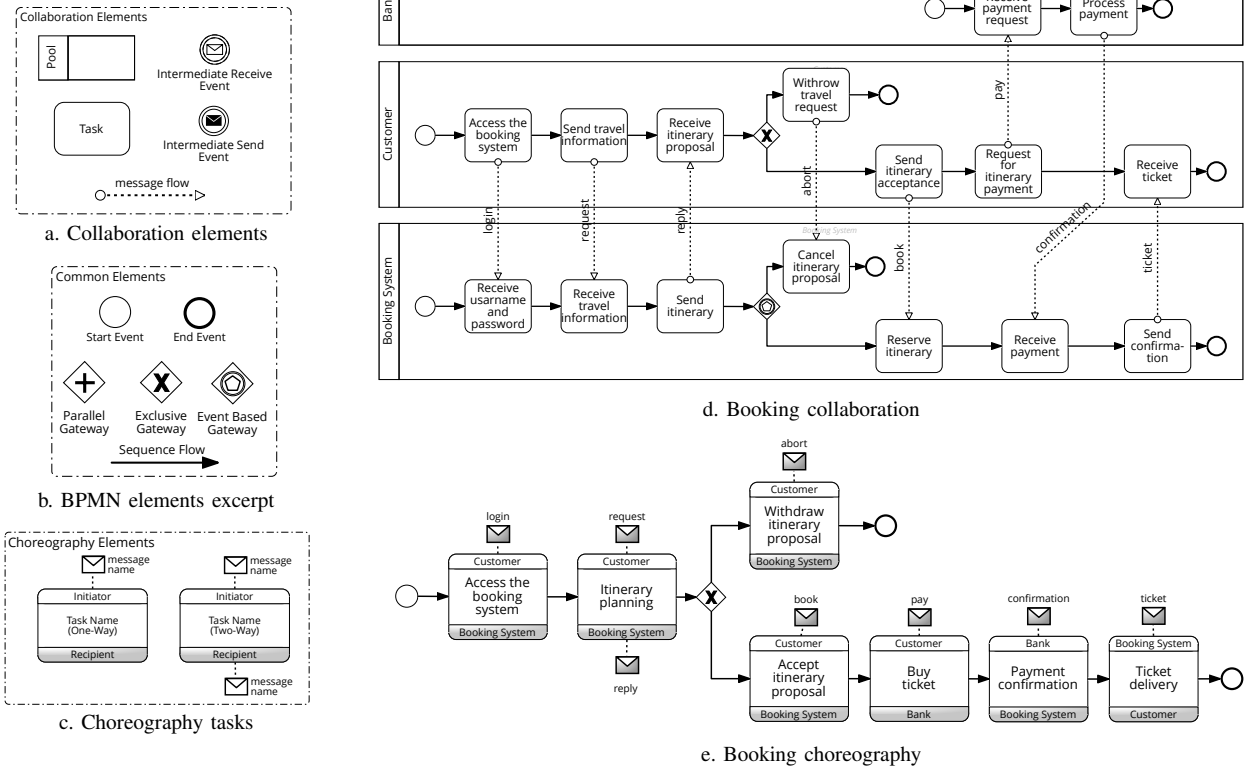 Collaboration Elements
Pool
Intermediate Receive
Event
Task
Intermediate Send
Event
message flow
a. Collaboration elements
Common Elements
Start Event
End Event
Parallel
Gateway
Exclusive
Gateway
Event Based
Gateway
Sequence Flow
b. BPMN elements excerpt
Choreography Elements
message
name
Initiator
Task Name
(One-Way)
Recipient
message
name
Initiator
Task Name
(Two-Way)
Recipient
message
name
c. Choreography tasks
payment
request
Process
payment
Customer
Access the
booking
system
Send travel
information
Receive
itinerary
proposal
Withrow
travel
request
Send
itinerary
acceptance
Request
for
itinerary
payment
Receive
ticket
pay
login
request
reply
abort
book
confirmation
ticket
Booking System
Booking System
Receive
usarname
and
password
Receive
travel
information
Send
itinerary
Cancel
itinerary
proposal
Reserve
itinerary
Receive
payment
Send
confirma-
tion
d. Booking collaboration
login
Customer
Access the
booking
system
Booking System
request
Customer
Itinerary
planning
Booking System
reply
abort
Customer
Withdraw
itinerary
proposal
Booking System
book
Customer
Accept
itinerary
proposal
Booking System
pay
Customer
Buy
ticket
Bank
confirmation
Bank
Payment
confirmation
Booking System
ticket
Booking System
Ticket
delivery
Customer
e. Booking choreography